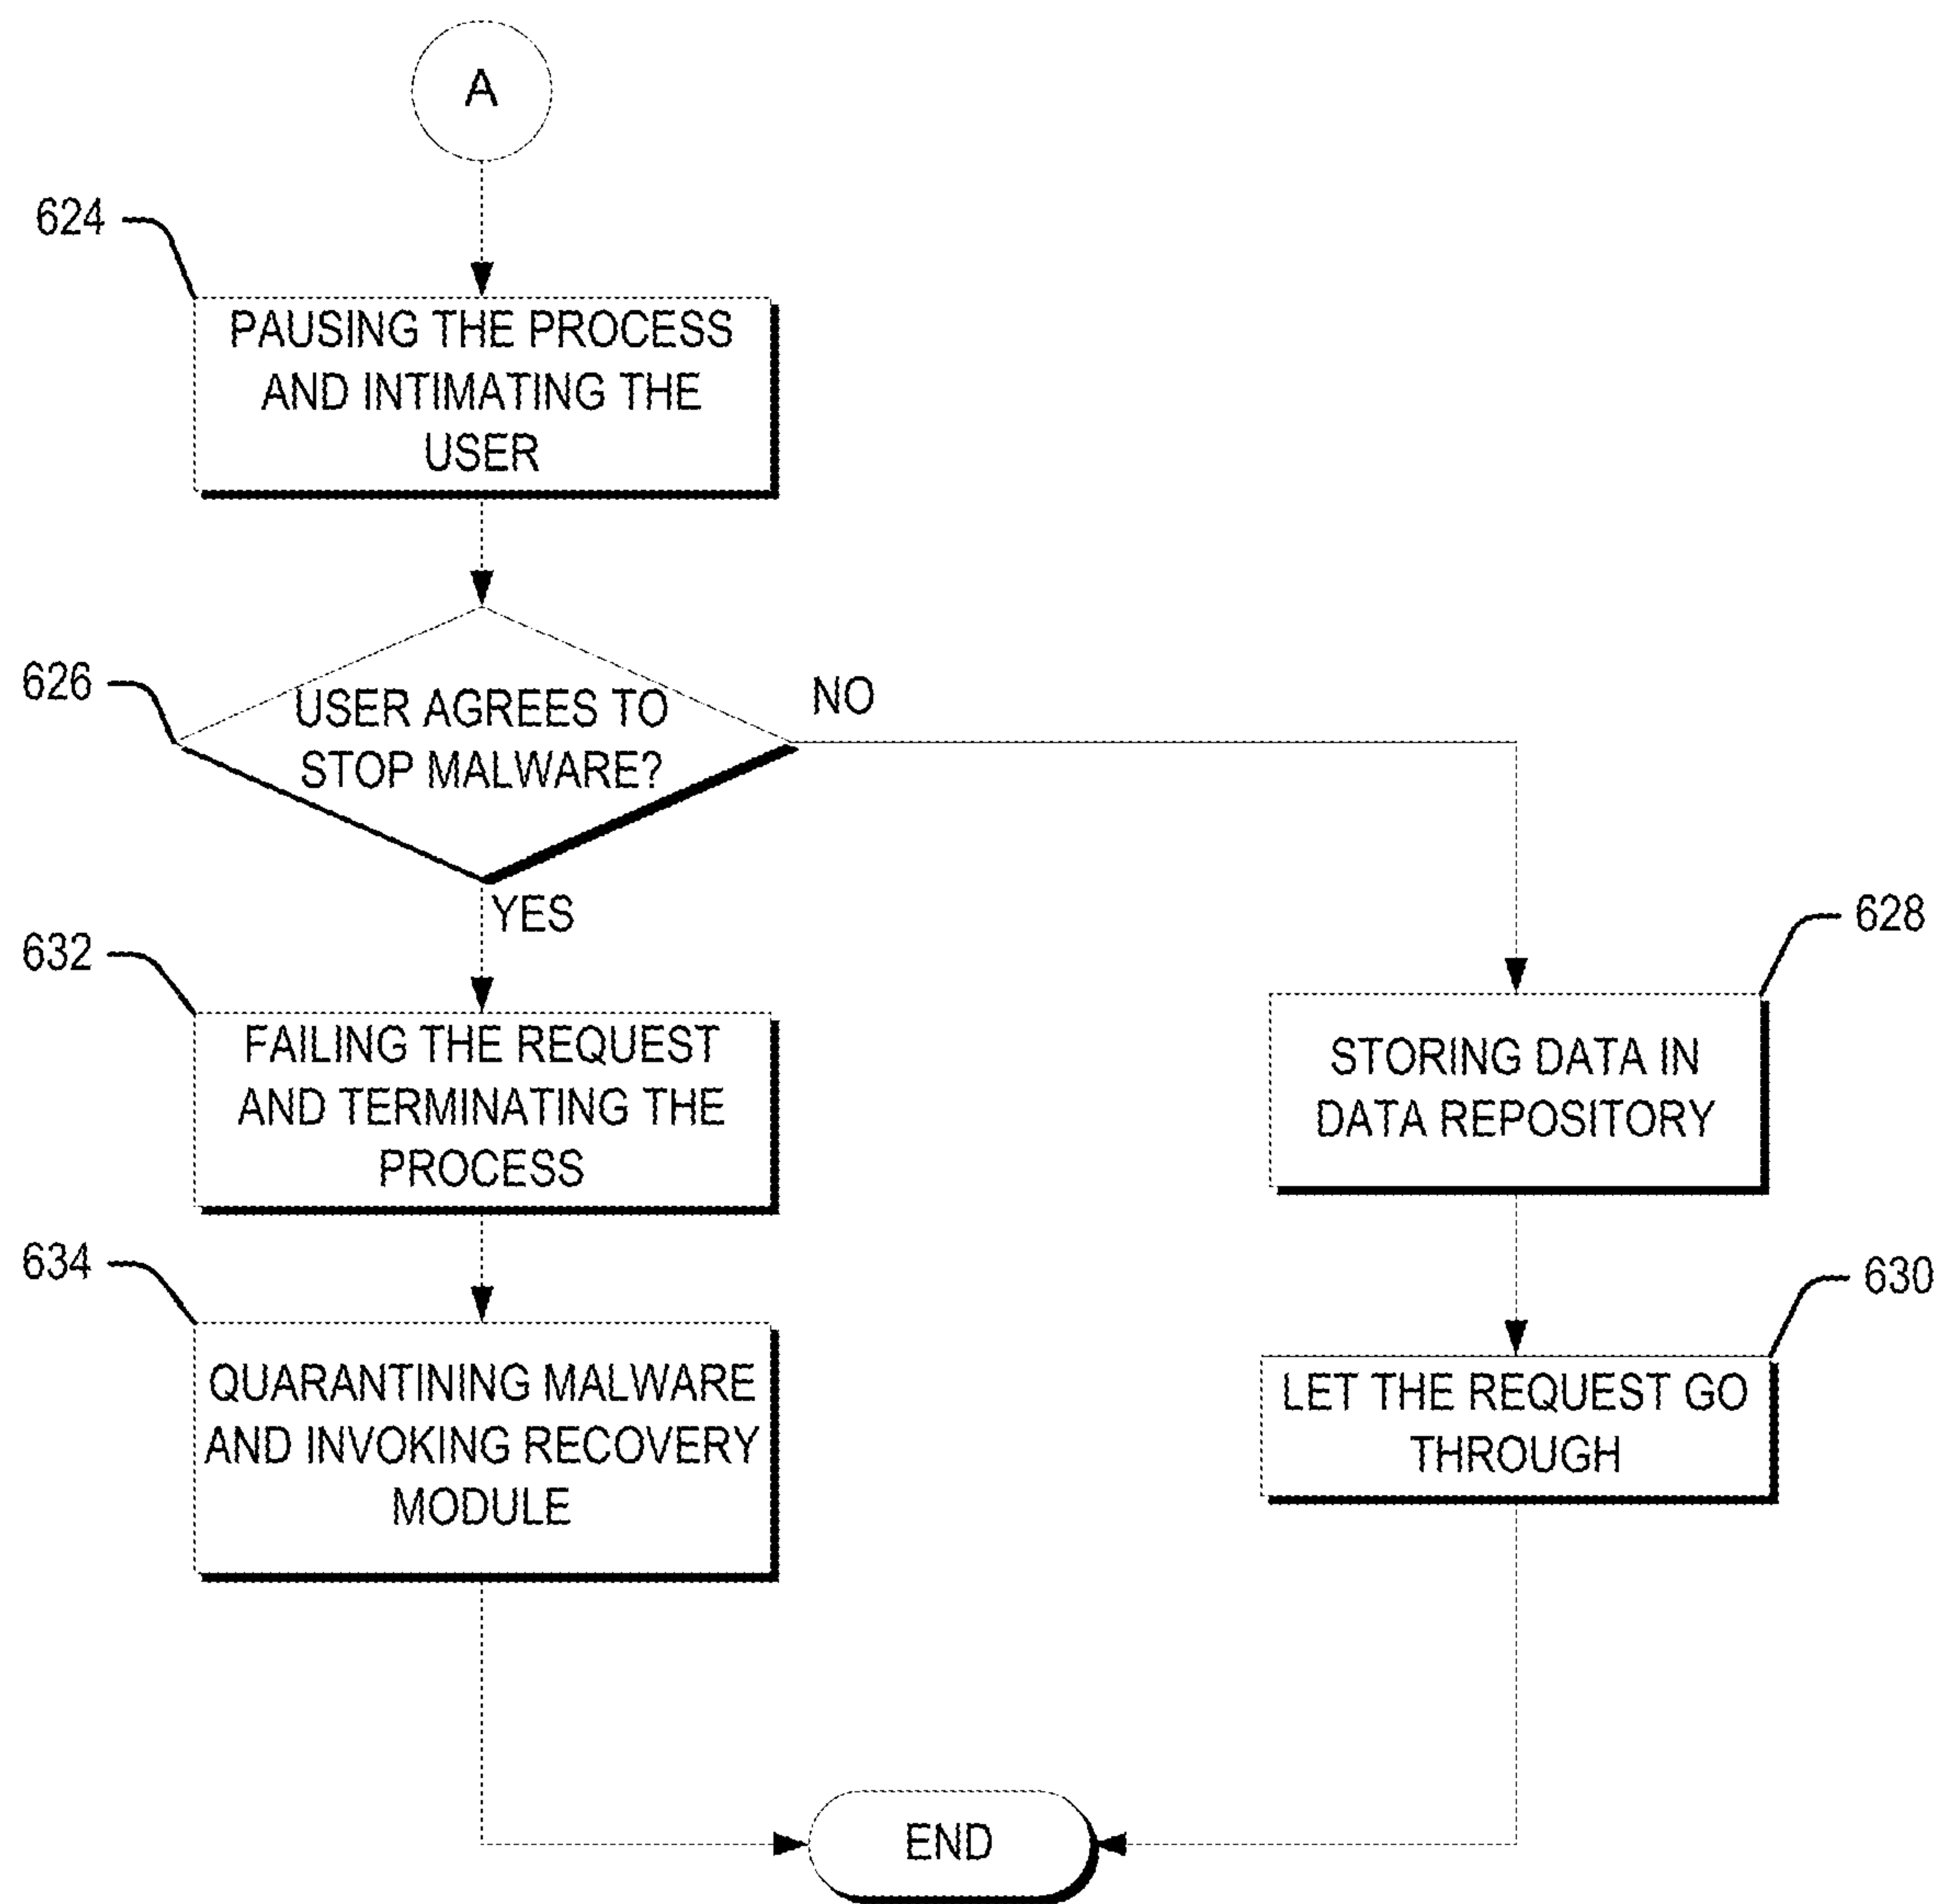 A
624
PAUSING THE PROCESS
AND INTIMATING THE
USER
626
USER AGREES TO
STOP MALWARE?
NO
YES
632
FAILING THE REQUEST
AND TERMINATING THE
PROCESS
628
STORING DATA IN
DATA REPOSITORY
634
QUARANTINING MALWARE
AND INVOKING RECOVERY
MODULE
630
LET THE REQUEST GO
THROUGH
END